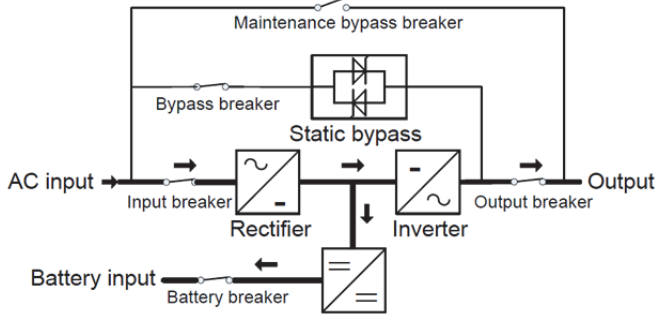 Maintenance bypass breaker
Bypass breaker
Static bypass
AC input
Input breaker
Rectifier
Inverter
Output breaker
Output
Battery input
Battery breaker